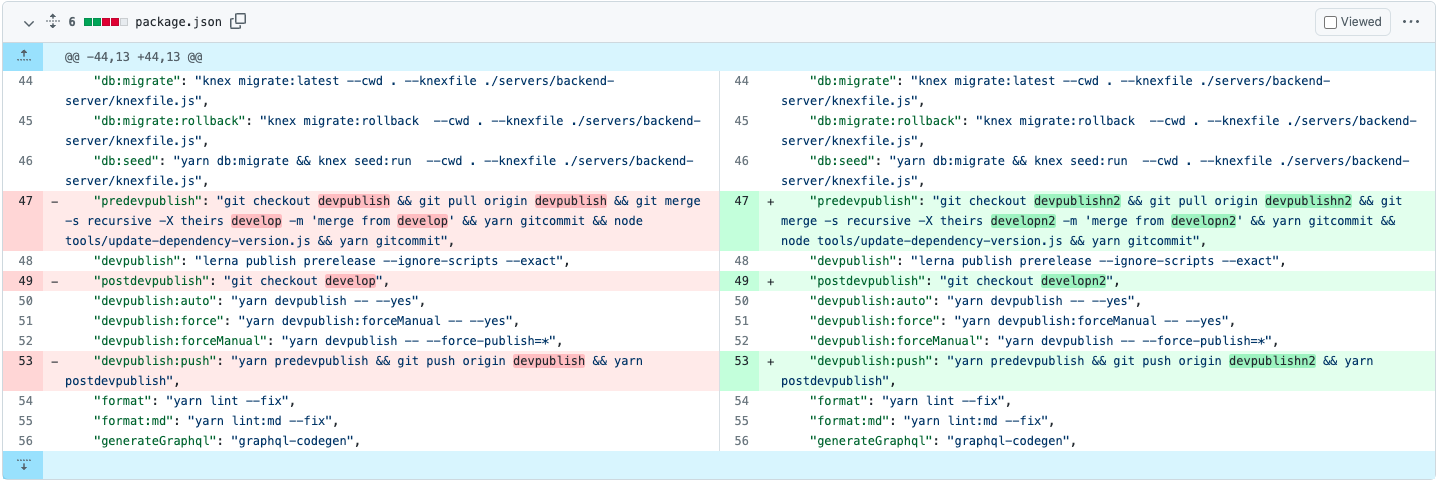 6 package.json Viewed
@@ -44,13 +44,13 @@
44 "db:migrate": "knex migrate:latest --cwd . --knexfile ./servers/backend-
server/knexfile.js",
45 "db:migrate:rollback": "knex migrate:rollback  --cwd . --knexfile ./servers/backend-
server/knexfile.js",
46 "db:seed": "yarn db:migrate && knex seed:run  --cwd . --knexfile ./servers/backend-
server/knexfile.js",
47 - "predevpublish": "git checkout devpublish && git pull origin devpublish && git merge
-s recursive -X theirs develop -m 'merge from develop' && yarn gitcommit && node
tools/update-dependency-version.js && yarn gitcommit",
48 "devpublish": "lerna publish prerelease --ignore-scripts --exact",
49 - "postdevpublish": "git checkout develop",
50 "devpublish:auto": "yarn devpublish -- --yes",
51 "devpublish:force": "yarn devpublish:forceManual -- --yes",
52 "devpublish:forceManual": "yarn devpublish -- --force-publish=*",
53 - "devpublish:push": "yarn predevpublish && git push origin devpublish && yarn
postdevpublish",
54 "format": "yarn lint --fix",
55 "format:md": "yarn lint:md --fix",
56 "generateGraphql": "graphql-codegen",
44 "db:migrate": "knex migrate:latest --cwd . --knexfile ./servers/backend-
server/knexfile.js",
45 "db:migrate:rollback": "knex migrate:rollback  --cwd . --knexfile ./servers/backend-
server/knexfile.js",
46 "db:seed": "yarn db:migrate && knex seed:run  --cwd . --knexfile ./servers/backend-
server/knexfile.js",
47 + "predevpublish": "git checkout devpublishn2 && git pull origin devpublishn2 && git
merge -s recursive -X theirs developn2 -m 'merge from developn2' && yarn gitcommit &&
node tools/update-dependency-version.js && yarn gitcommit",
48 "devpublish": "lerna publish prerelease --ignore-scripts --exact",
49 + "postdevpublish": "git checkout developn2",
50 "devpublish:auto": "yarn devpublish -- --yes",
51 "devpublish:force": "yarn devpublish:forceManual -- --yes",
52 "devpublish:forceManual": "yarn devpublish -- --force-publish=*",
53 + "devpublish:push": "yarn predevpublish && git push origin devpublishn2 && yarn
postdevpublish",
54 "format": "yarn lint --fix",
55 "format:md": "yarn lint:md --fix",
56 "generateGraphql": "graphql-codegen",